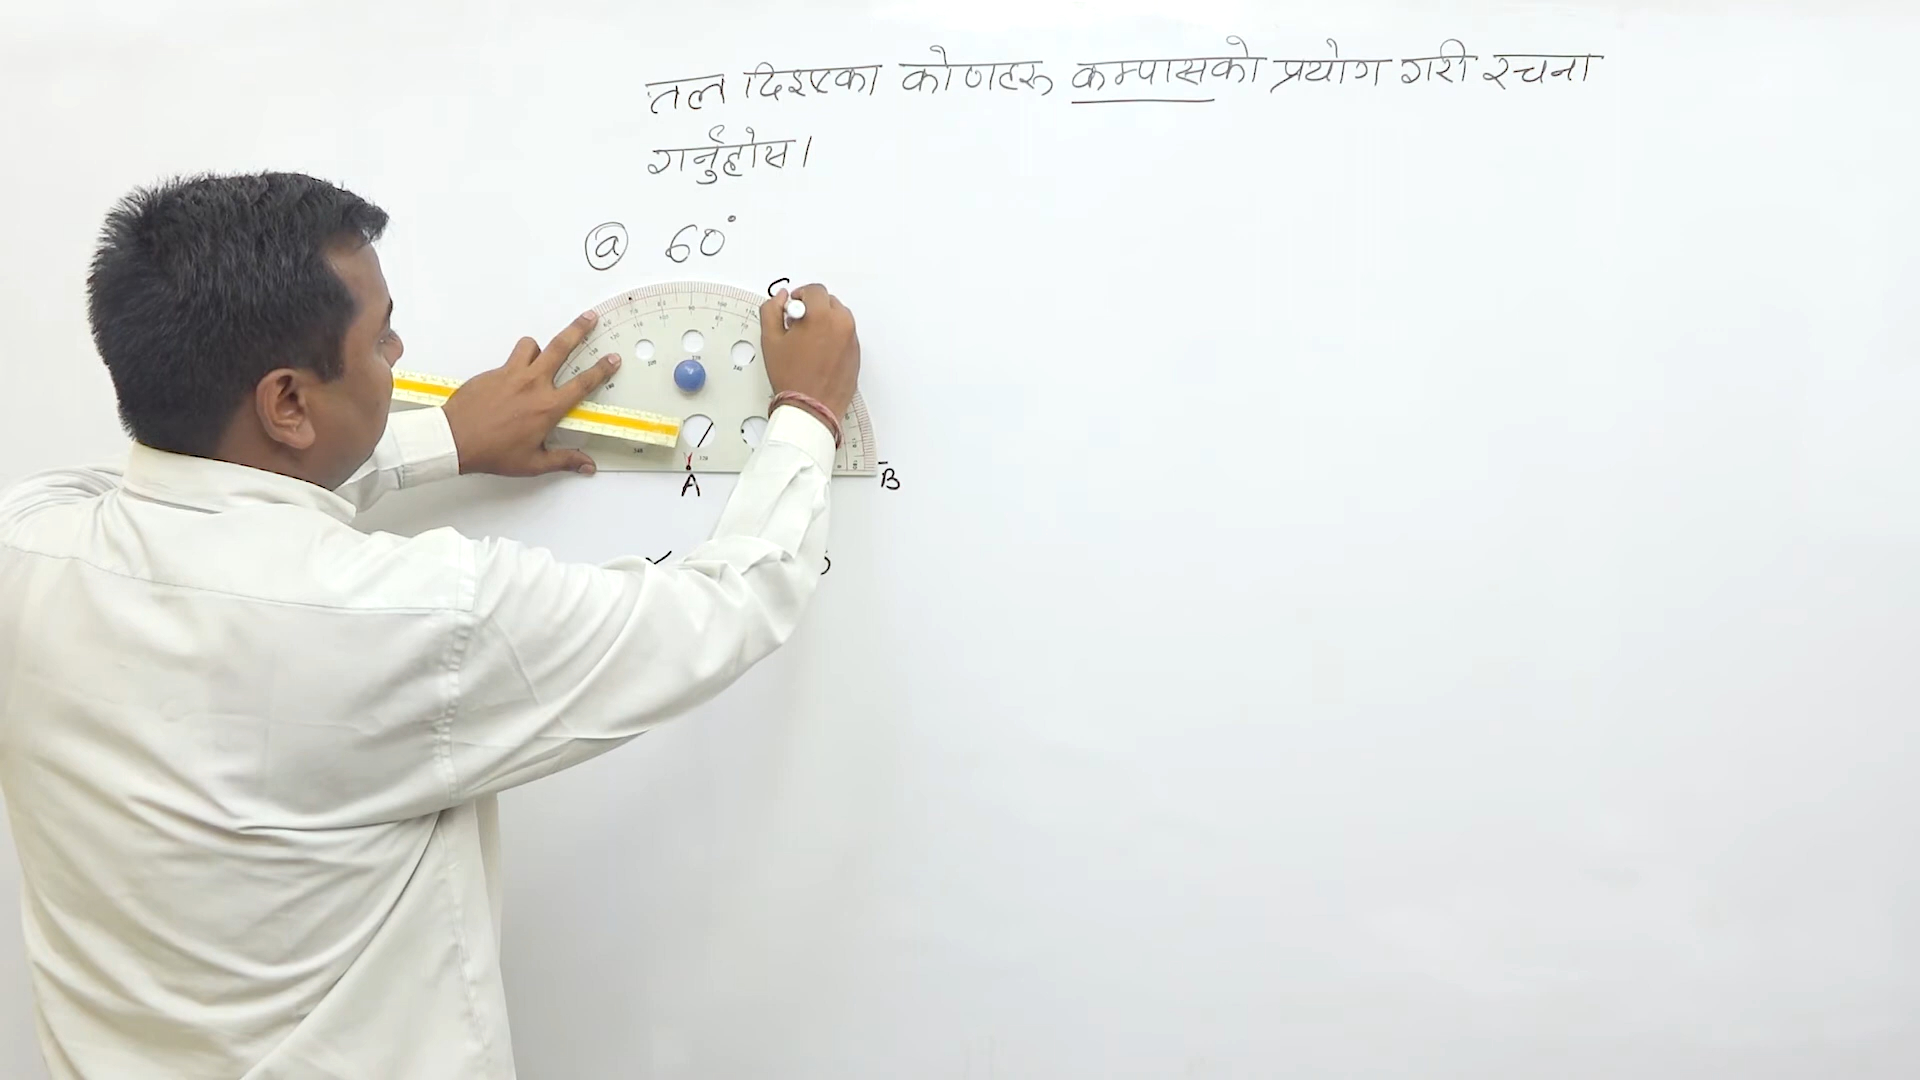 तल दिइएका कोणहरू कम्पासको प्रयोग गरी रचना
गर्नुहोस।
ⓐ 60°
C
A
B